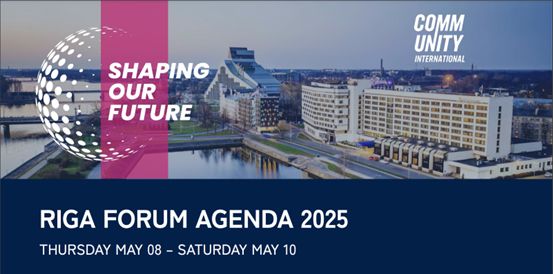 SHAPING
OUR
FUTURE
COMM
UNITY
INTERNATIONAL
RIGA FORUM AGENDA 2025
THURSDAY MAY 08 – SATURDAY MAY 10